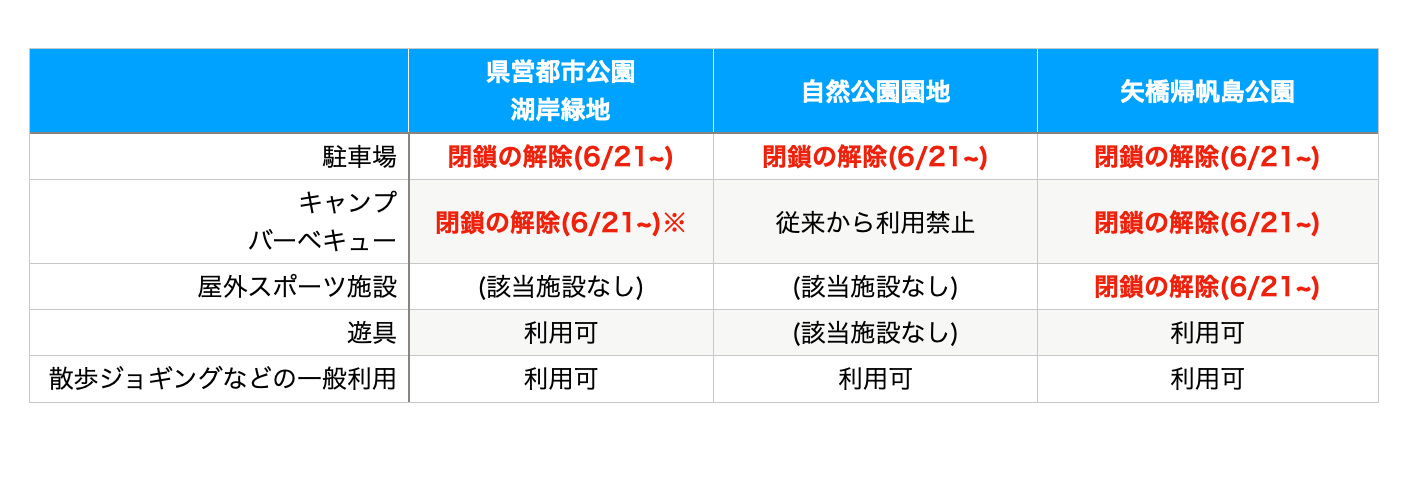 県営都市公園
湖岸緑地
自然公園園地
矢橋帰帆島公園
駐車場
閉鎖の解除(6/21~)
閉鎖の解除(6/21~)
閉鎖の解除(6/21~)
キャンプ
バーベキュー
閉鎖の解除(6/21~)※
従来から利用禁止
閉鎖の解除(6/21~)
屋外スポーツ施設
(該当施設なし)
(該当施設なし)
閉鎖の解除(6/21~)
遊具
利用可
(該当施設なし)
利用可
散歩ジョギングなどの一般利用
利用可
利用可
利用可